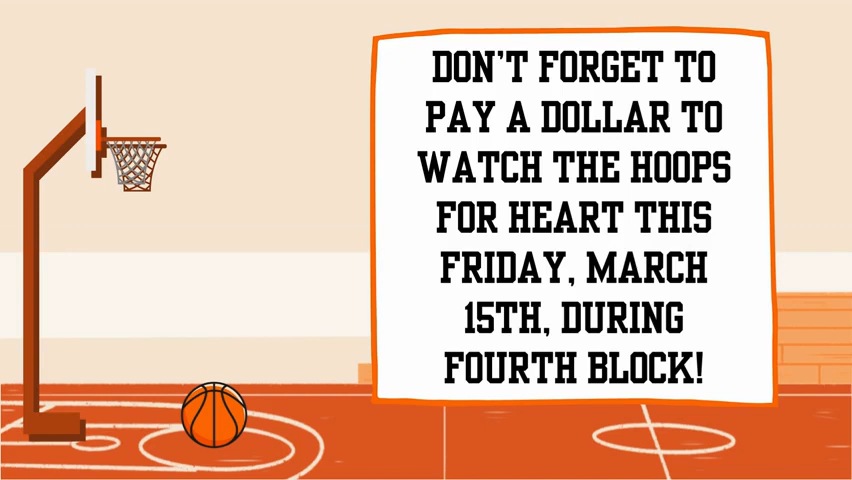 DON'T FORGET TO
PAY A DOLLAR TO
WATCH THE HOOPS
FOR HEART THIS
FRIDAY, MARCH
15TH, DURING
FOURTH BLOCK!